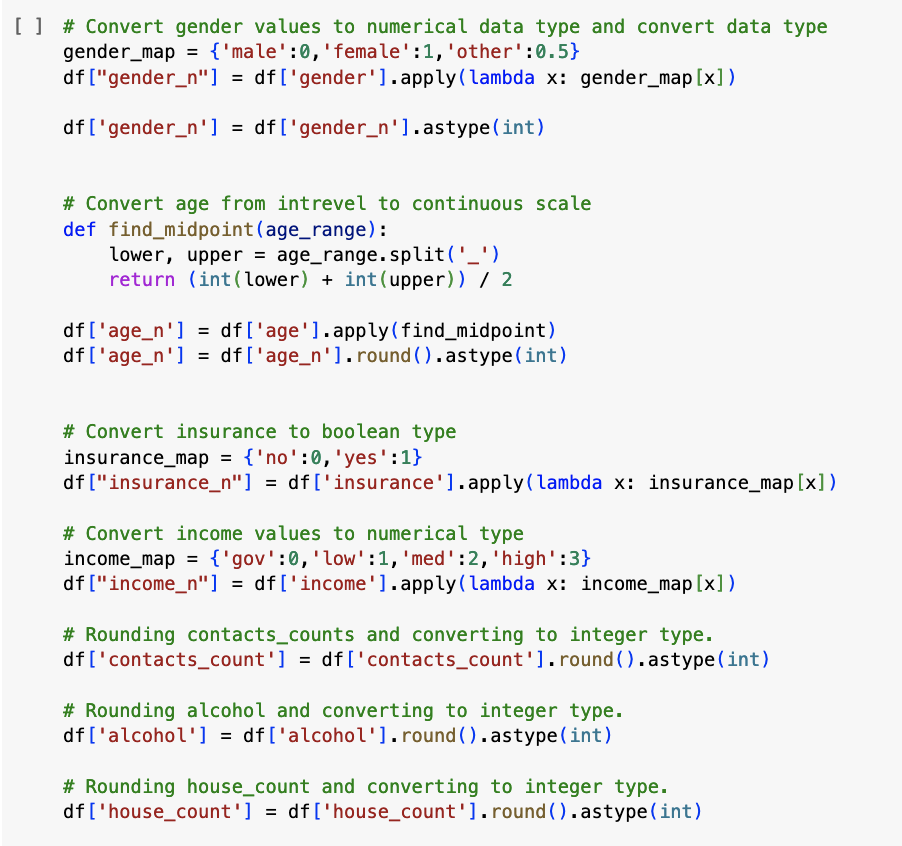 [ ] # Convert gender values to numerical data type and convert data type
gender_map = {'male':0,'female':1,'other':0.5}
df["gender_n"] = df['gender'].apply(lambda x: gender_map[x])
df['gender_n'] = df['gender_n'].astype(int)
# Convert age from intrevel to continuous scale
def find_midpoint(age_range):
    lower, upper = age_range.split('_')
    return (int(lower) + int(upper)) / 2
df['age_n'] = df['age'].apply(find_midpoint)
df['age_n'] = df['age_n'].round().astype(int)
# Convert insurance to boolean type
insurance_map = {'no':0,'yes':1}
df["insurance_n"] = df['insurance'].apply(lambda x: insurance_map[x])
# Convert income values to numerical type
income_map = {'gov':0,'low':1,'med':2,'high':3}
df["income_n"] = df['income'].apply(lambda x: income_map[x])
# Rounding contacts_counts and converting to integer type.
df['contacts_count'] = df['contacts_count'].round().astype(int)
# Rounding alcohol and converting to integer type.
df['alcohol'] = df['alcohol'].round().astype(int)
# Rounding house_count and converting to integer type.
df['house_count'] = df['house_count'].round().astype(int)